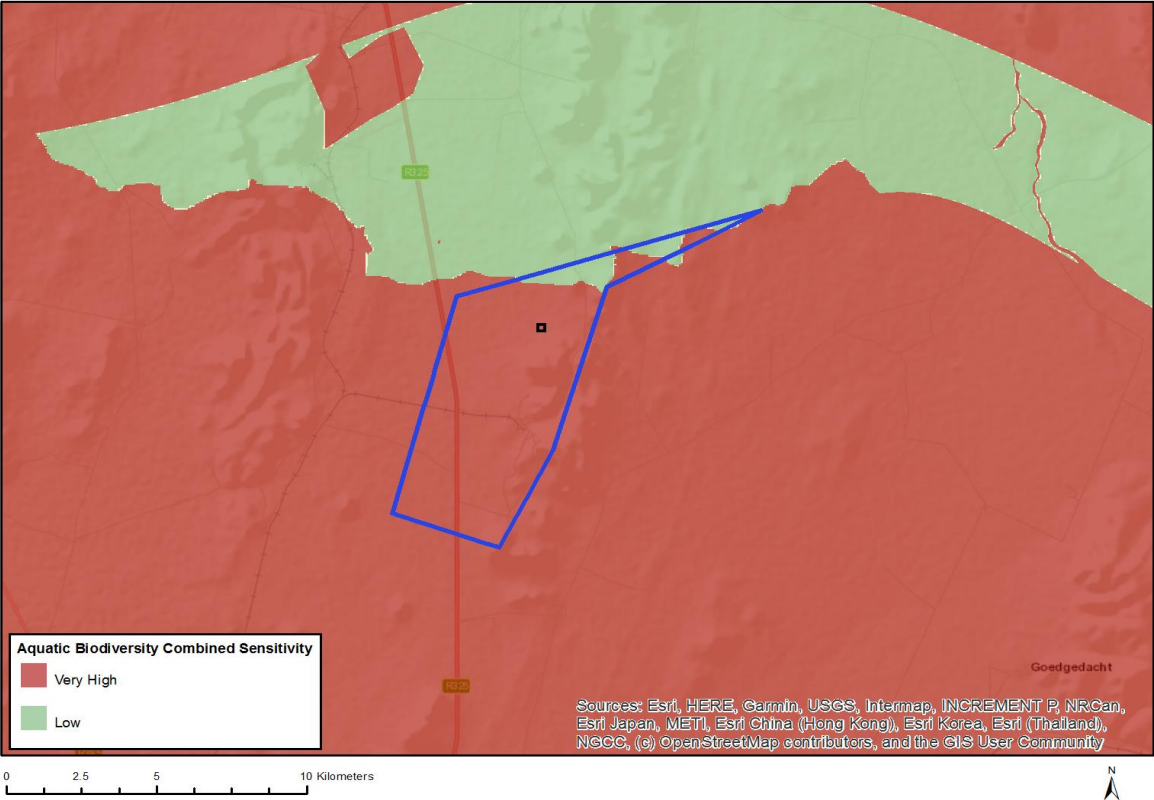 R325
Aquatic Biodiversity Combined Sensitivity
Very High
Low
R325
Goedgedacht
Sources: Esri, HERE, Garmin, USGS, Intermap, INCREMENT P, NRCan,
Esri Japan, METI, Esri China (Hong Kong), Esri Korea, Esri (Thailand),
NGCC, (c) OpenStreetMap contributors, and the GIS User Community
0 2.5 5 10 Kilometers
N